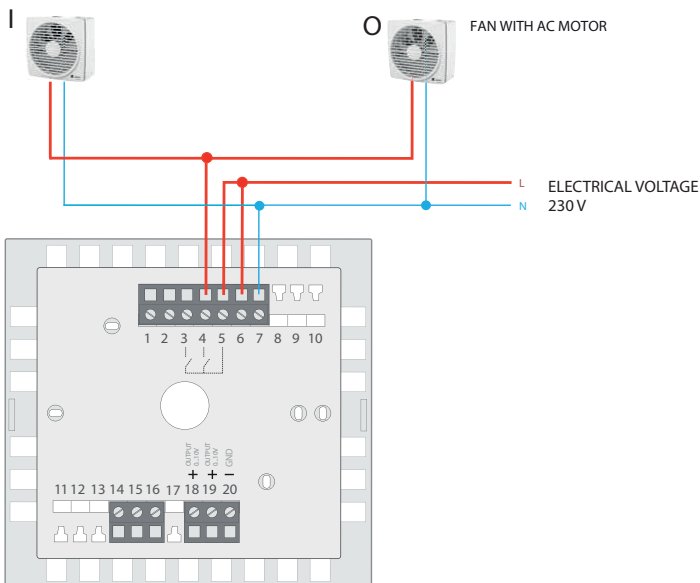 I
O
FAN WITH AC MOTOR
L
ELECTRICAL VOLTAGE
N
230 V
1 2 3 4 5 6 7 8 9 10
OUTPUT
0...10V
OUTPUT
0...10V
GND
+ + −
11 12 13 14 15 16 17 18 19 20